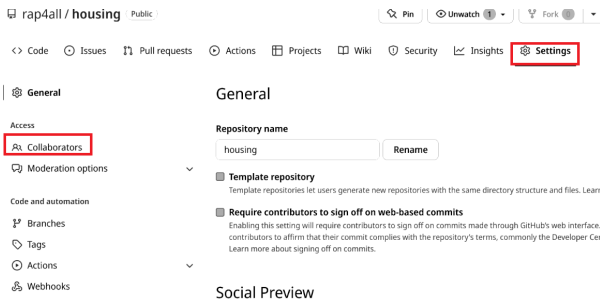 rap4all / housing Public Pin Unwatch 1 Fork 0
Code Issues Pull requests Actions Projects Wiki Security Insights Settings
General
Access
Collaborators
Moderation options
Code and automation
Branches
Tags
Actions
Webhooks
General
Repository name
housing Rename
Template repository
Template repositories let users generate new repositories with the same directory structure and files.
Require contributors to sign off on web-based commits
Enabling this setting will require contributors to sign off on commits made through GitHub's web interface.
contributors to affirm that their commit complies with the repository's terms, commonly the Developer
Learn more about signing off on commits.
Social Preview